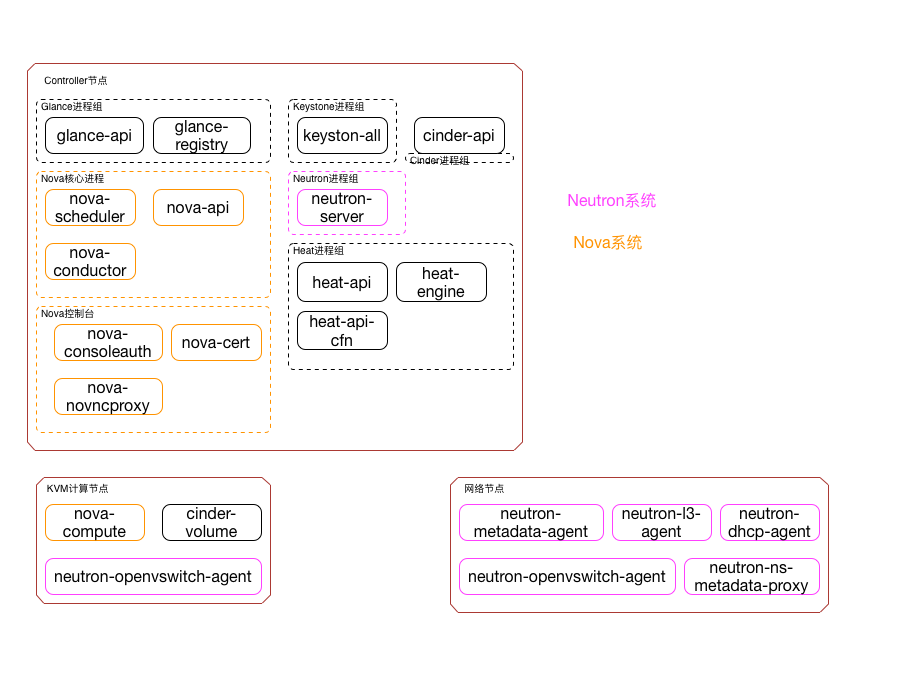 Controller节点
Glance进程组
glance-api
glance-
registry
Keystone进程组
keyston-all
cinder-api
Cinder进程组
Nova核心进程
nova-
scheduler
nova-api
nova-
conductor
Neutron进程组
neutron-
server
Neutron系统
Nova系统
Heat进程组
heat-api
heat-
engine
heat-api-
cfn
Nova控制台
nova-
consoleauth
nova-cert
nova-
novncproxy
KVM计算节点
nova-
compute
cinder-
volume
neutron-openvswitch-agent
网络节点
neutron-
metadata-agent
neutron-l3-
agent
neutron-
dhcp-agent
neutron-openvswitch-agent
neutron-ns-
metadata-proxy